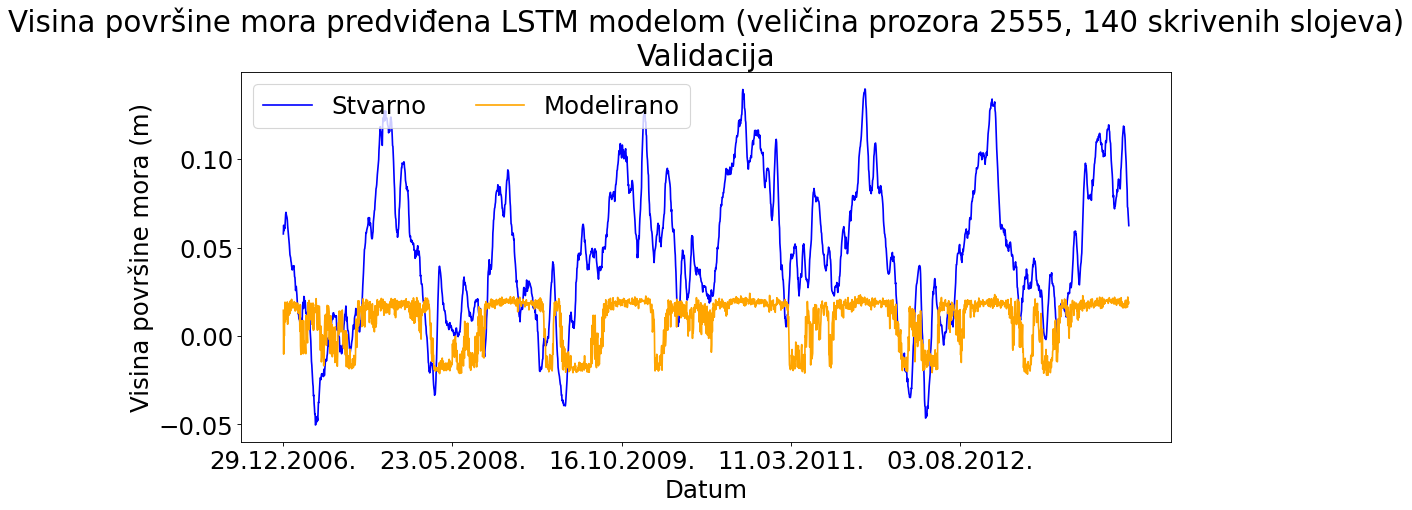 Visina površine mora predviđena LSTM modelom (veličina prozora 2555, 140 skrivenih slojeva)
Validacija
Stvarno Modelirano
Visina površine mora (m)
0.10
0.05
0.00
−0.05
29.12.2006. 23.05.2008. 16.10.2009. 11.03.2011. 03.08.2012.
Datum